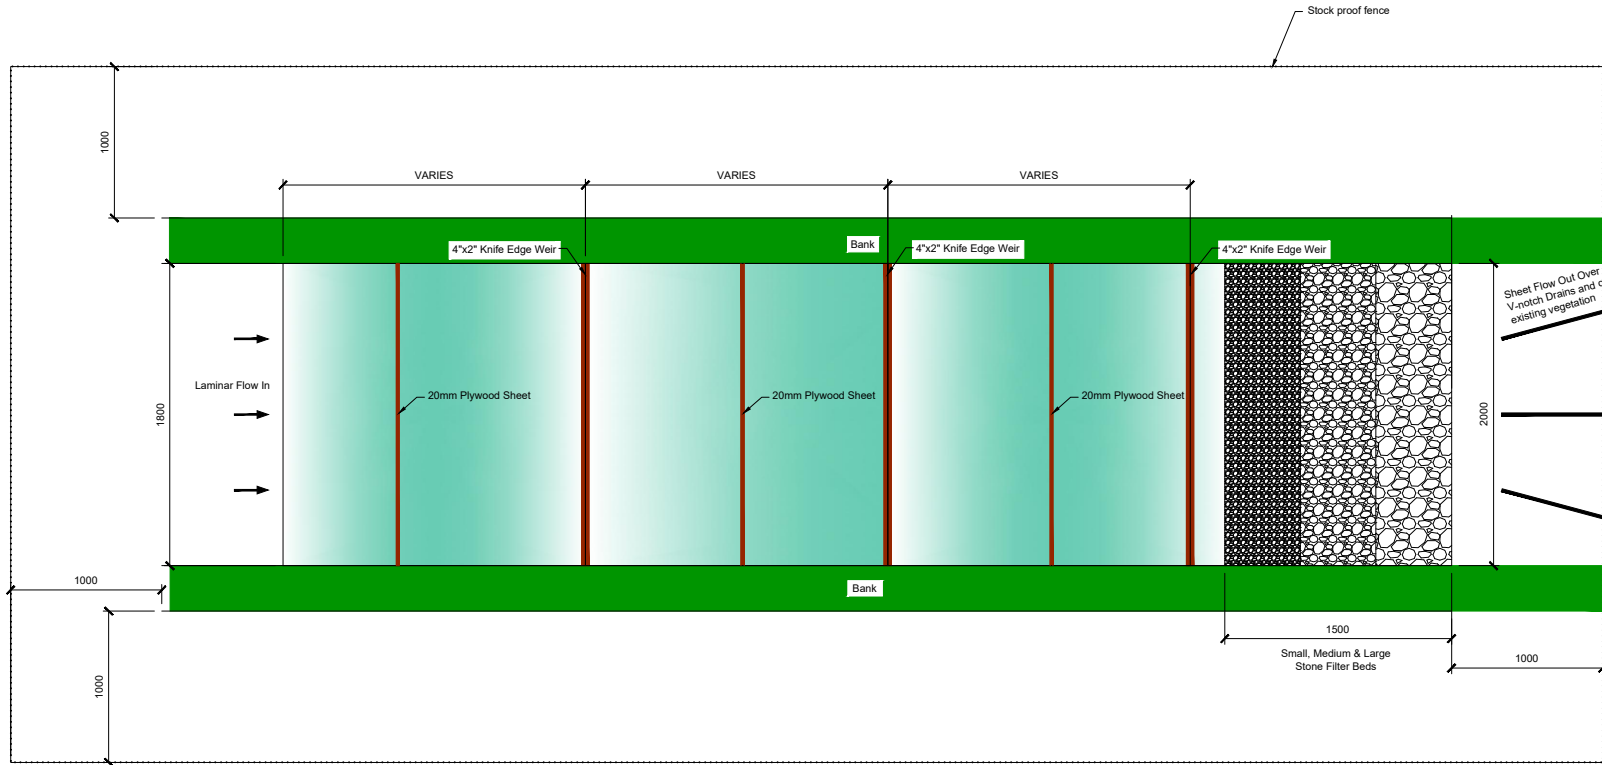 Stock proof fence
1000
VARIES
VARIES
VARIES
Bank
4"x2" Knife Edge Weir
4"x2" Knife Edge Weir
4"x2" Knife Edge Weir
Sheet Flow Out Over
V-notch Drains and
existing vegetation
Laminar Flow In
1800
20mm Plywood Sheet
20mm Plywood Sheet
20mm Plywood Sheet
2000
1000
Bank
1500
Small, Medium & Large
Stone Filter Beds
1000
1000